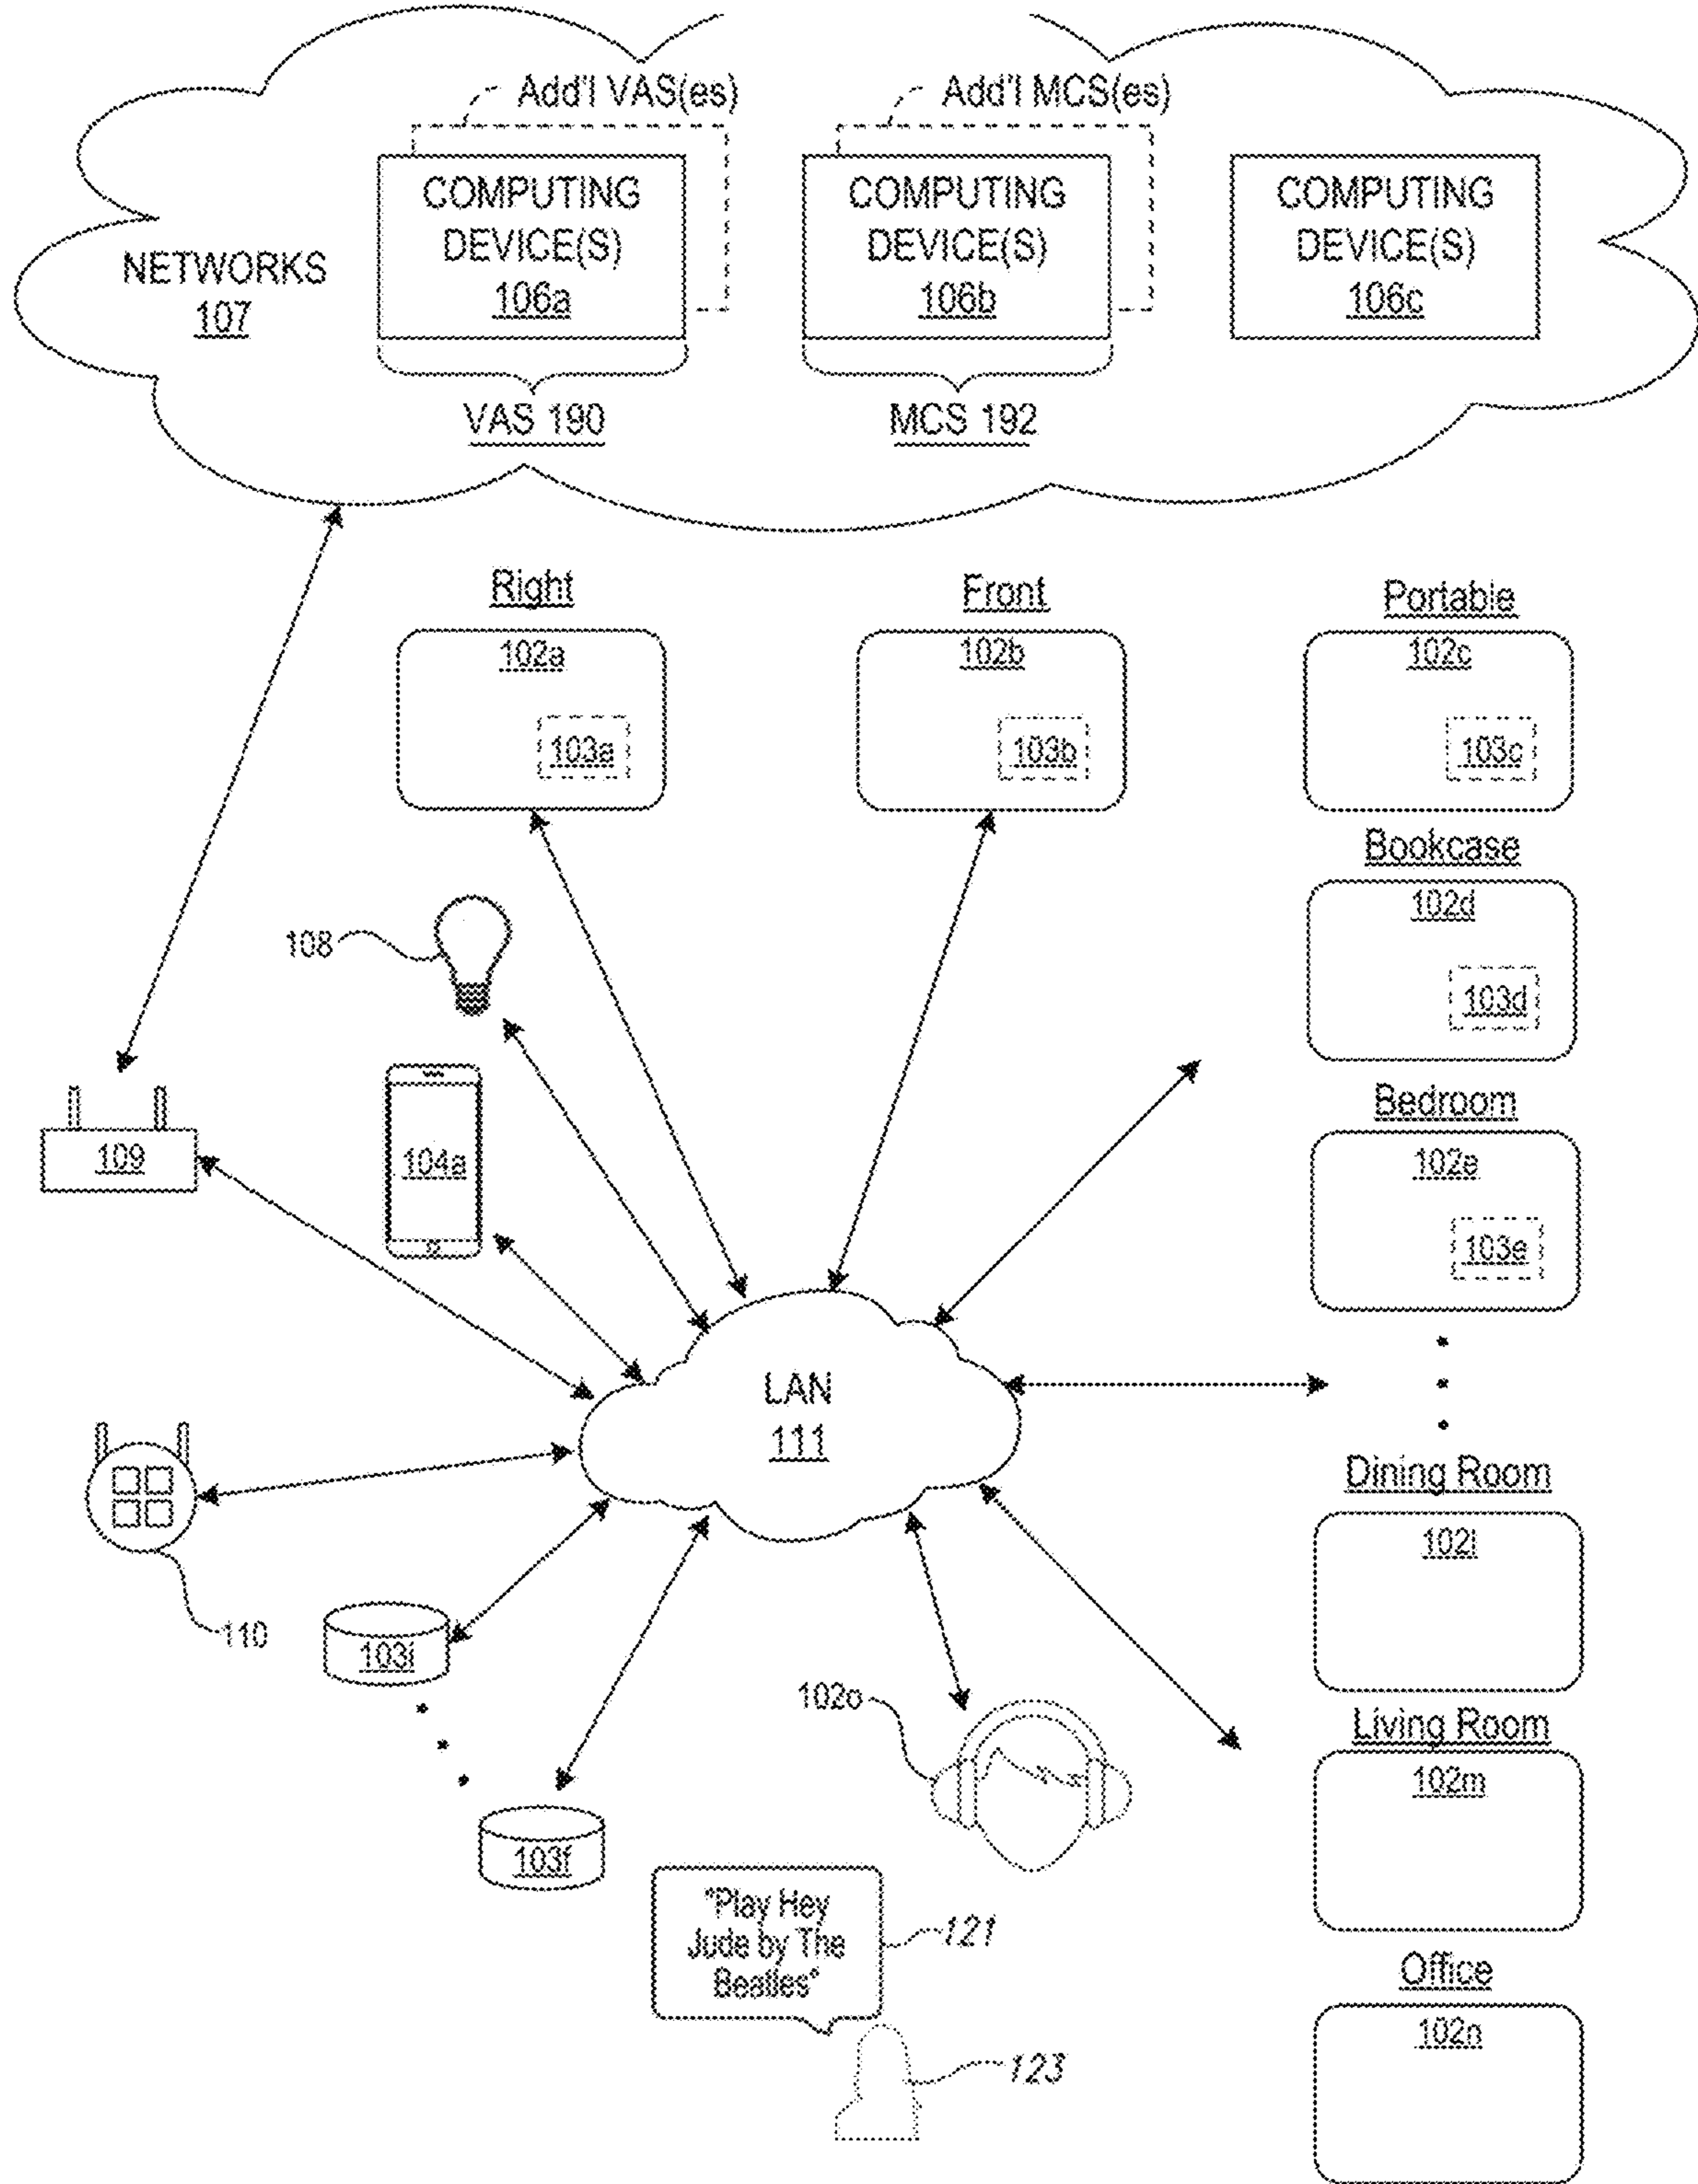 Add'l VAS(es)
Add'l MCS(es)
COMPUTING
DEVICE(S)
106a
COMPUTING
DEVICE(S)
106b
COMPUTING
DEVICE(S)
106c
NETWORKS
107
VAS 190
MCS 192
Right
102a
103a
Front
102b
103b
Portable
102c
103c
Bookcase
102d
103d
Bedroom
102e
103e
108
104a
109
LAN
111
110
103i
103f
102o
Dining Room
102l
Living Room
102m
Office
102n
"Play Hey
Jude by The
Beatles"
121
123